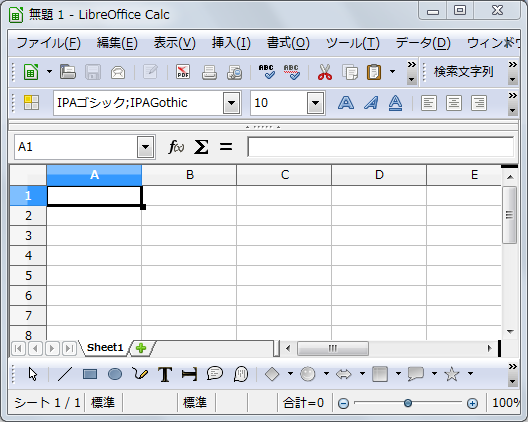 無題 1 - LibreOffice Calc
ファイル(F) 編集(E) 表示(V) 挿入(I) 書式(O) ツール(T) データ(D) ウィンドウ
ABC ABC 検索文字列
IPAゴシック;IPAGothic 10 A A A
A1 f(x) Σ =
A B C D E
1
2
3
4
5
6
7
8
Sheet1
T
シート 1 / 1 標準 標準 合計=0 100%